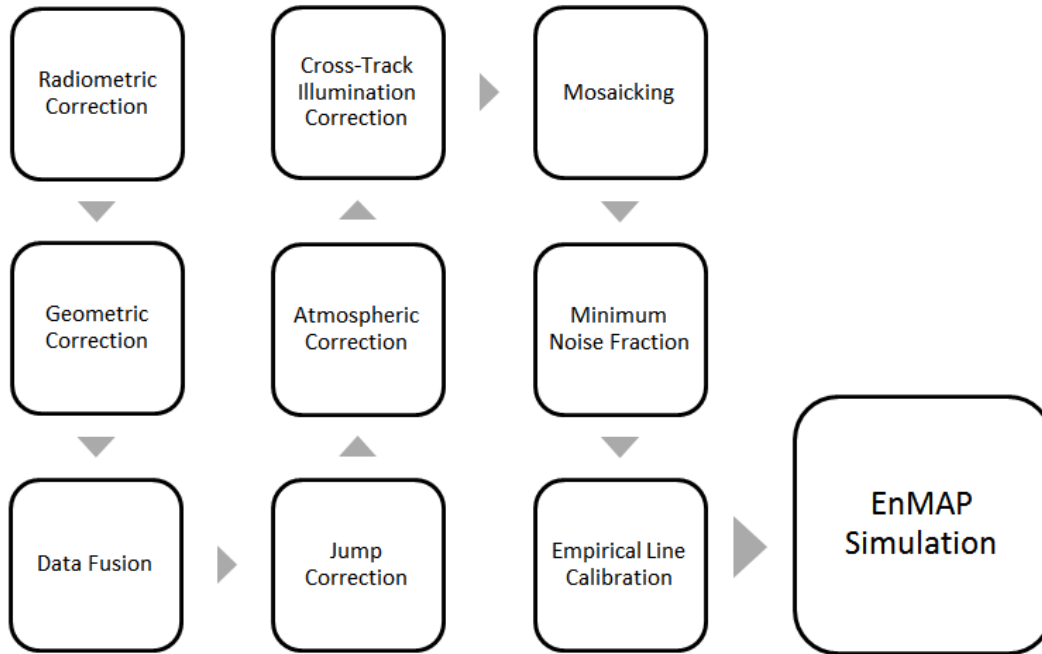 Radiometric
Correction
Geometric
Correction
Data Fusion
Jump
Correction
Atmospheric
Correction
Cross-Track
Illumination
Correction
Mosaicking
Minimum
Noise Fraction
Empirical Line
Calibration
EnMAP
Simulation